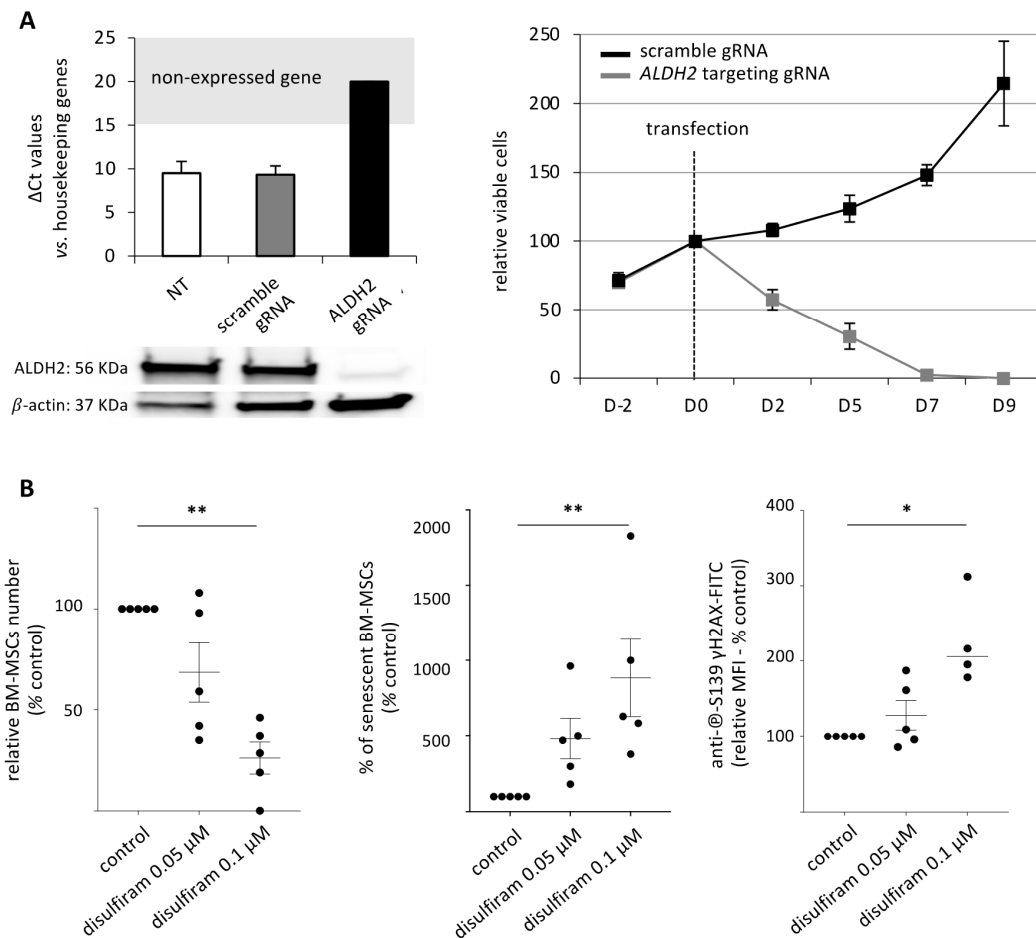 A
ΔCt values
vs. housekeeping genes
25
20
15
10
5
0
non-expressed gene
NT
scramble
gRNA
ALDH2
gRNA
ALDH2: 56 KDa
β-actin: 37 KDa
relative viable cells
250
200
150
100
50
0
scramble gRNA
ALDH2 targeting gRNA
transfection
D-2 D0 D2 D5 D7 D9
B
relative BM-MSCs number
(% control)
100
50
**
control
disulfiram 0.05 µM
disulfiram 0.1 µM
% of senescent BM-MSCs
(% control)
2000
1500
1000
500
**
control
disulfiram 0.05 µM
disulfiram 0.1 µM
anti-℗-S139 γH2AX-FITC
(relative MFI - % control)
400
300
200
100
*
control
disulfiram 0.05 µM
disulfiram 0.1 µM